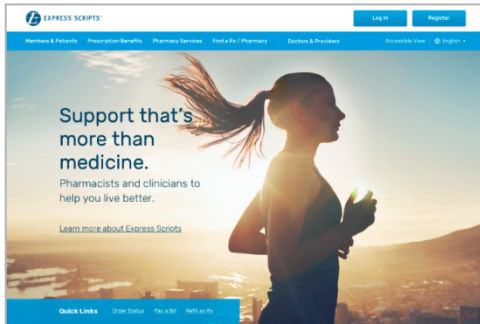 EXPRESS SCRIPTS®
Log In
Register
Members & Patients
Prescription Benefits
Pharmacy Services
Find a Rx / Pharmacy
Doctors & Providers
Accessible View
English
Support that's
more than
medicine.
Pharmacists and clinicians to
help you live better.
Learn more about Express Scripts
Quick Links
Order Status
Pay a Bill
Refill an Rx